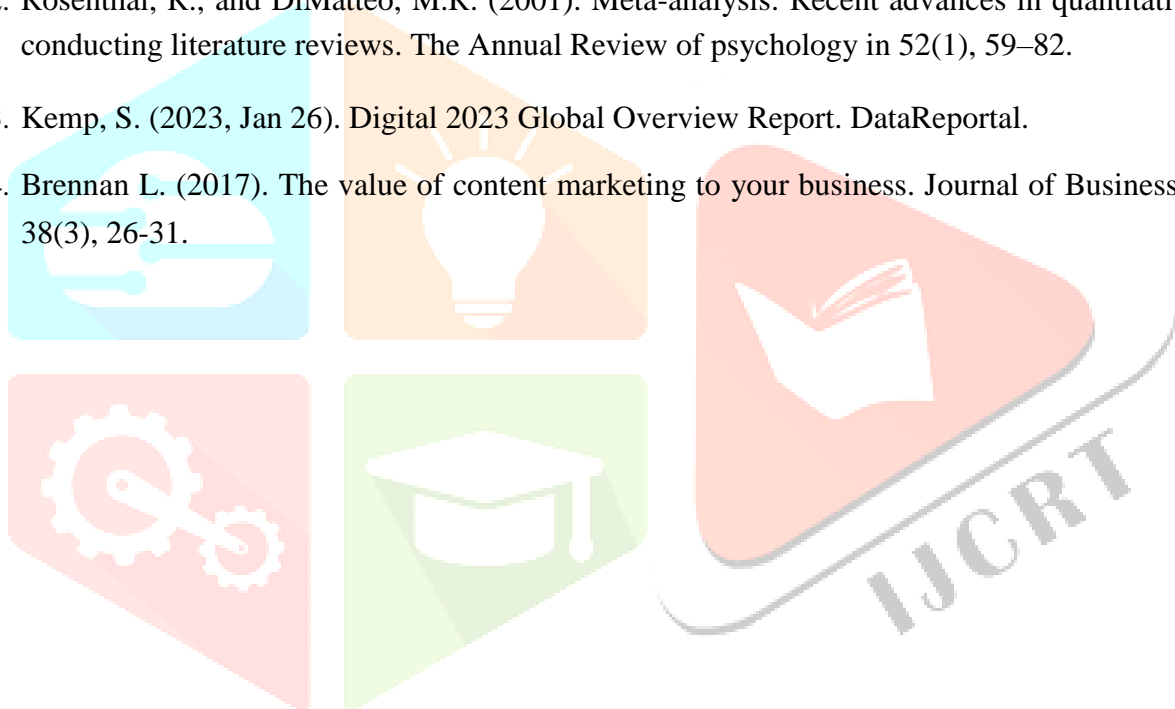 . Rosenthal, R., and DiMatteo, M.R. (2001). Meta-analysis: Recent advances in quantitati
conducting literature reviews. The Annual Review of psychology in 52(1), 59–82.
. Kemp, S. (2023, Jan 26). Digital 2023 Global Overview Report. DataReportal.
. Brennan L. (2017). The value of content marketing to your business. Journal of Business
38(3), 26-31.
IJCRT